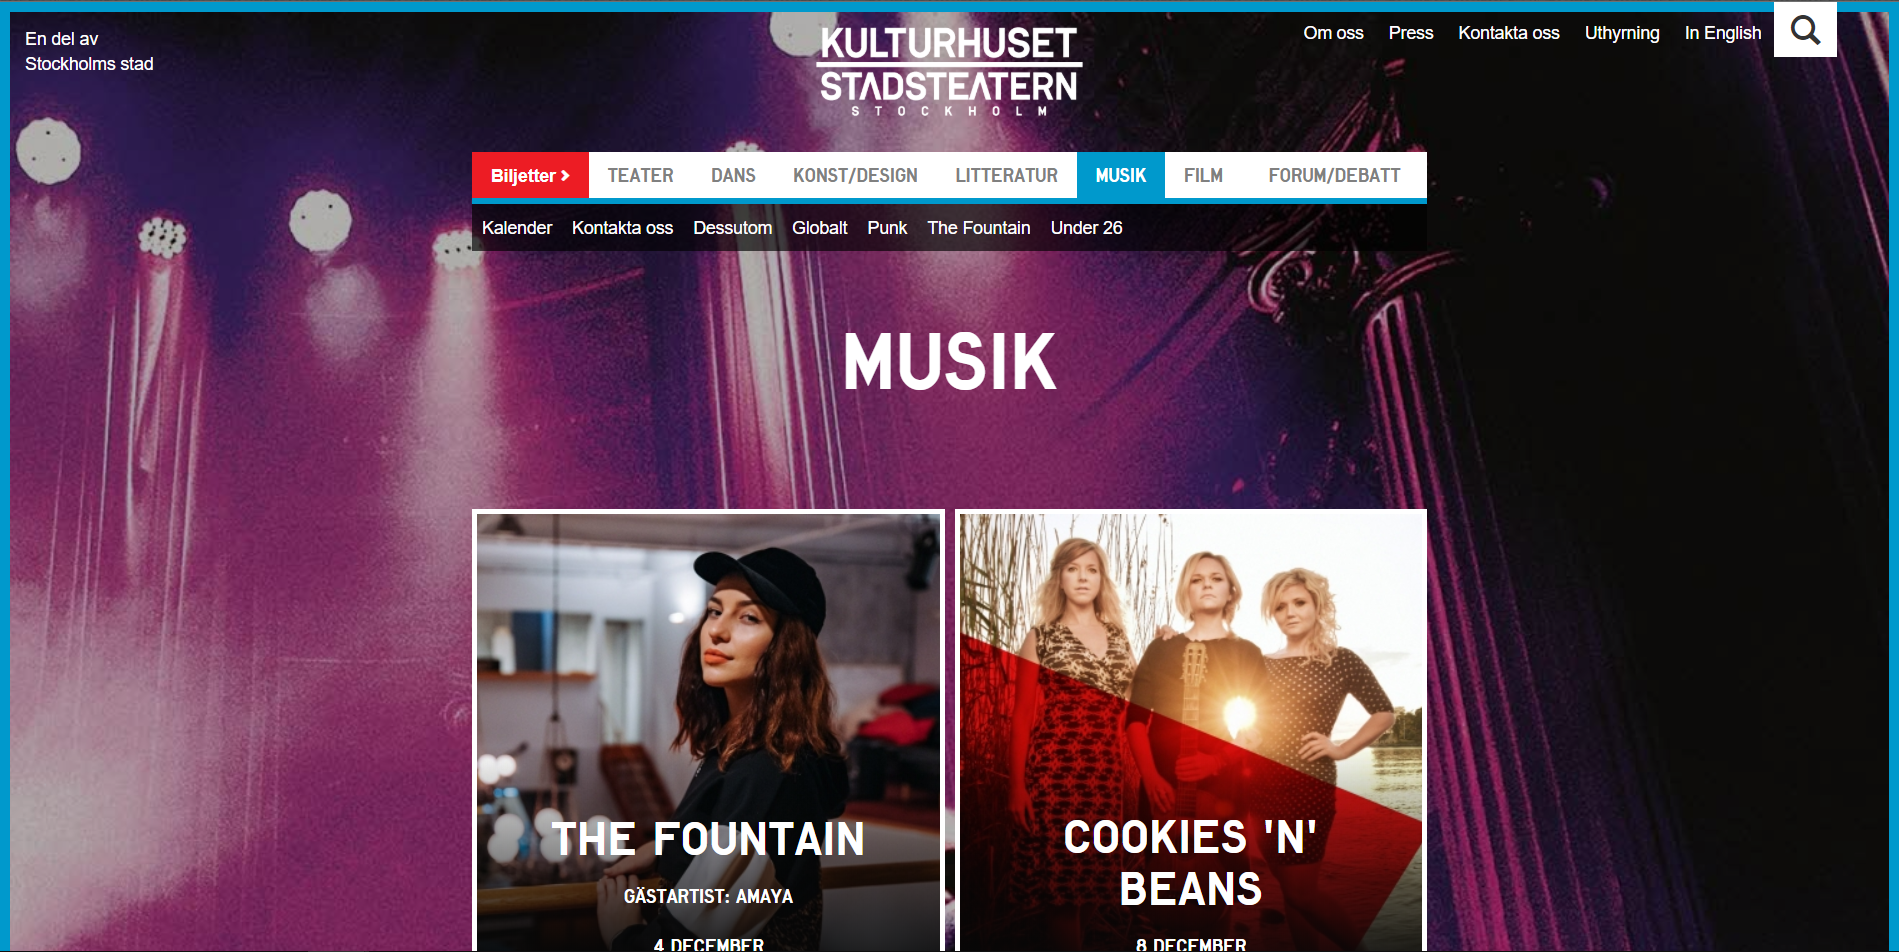 En del av
Stockholms stad
KULTURHUSET
STADSTEATERN
STOCKHOLM
Om oss Press Kontakta oss Uthyrning In English
Biljetter TEATER DANS KONST/DESIGN LITTERATUR MUSIK FILM FORUM/DEBATT
Kalender Kontakta oss Dessutom Globalt Punk The Fountain Under 26
MUSIK
THE FOUNTAIN
GÄSTARTIST: AMAYA
4 DECEMBER
COOKIES 'N'
BEANS
8 DECEMBER